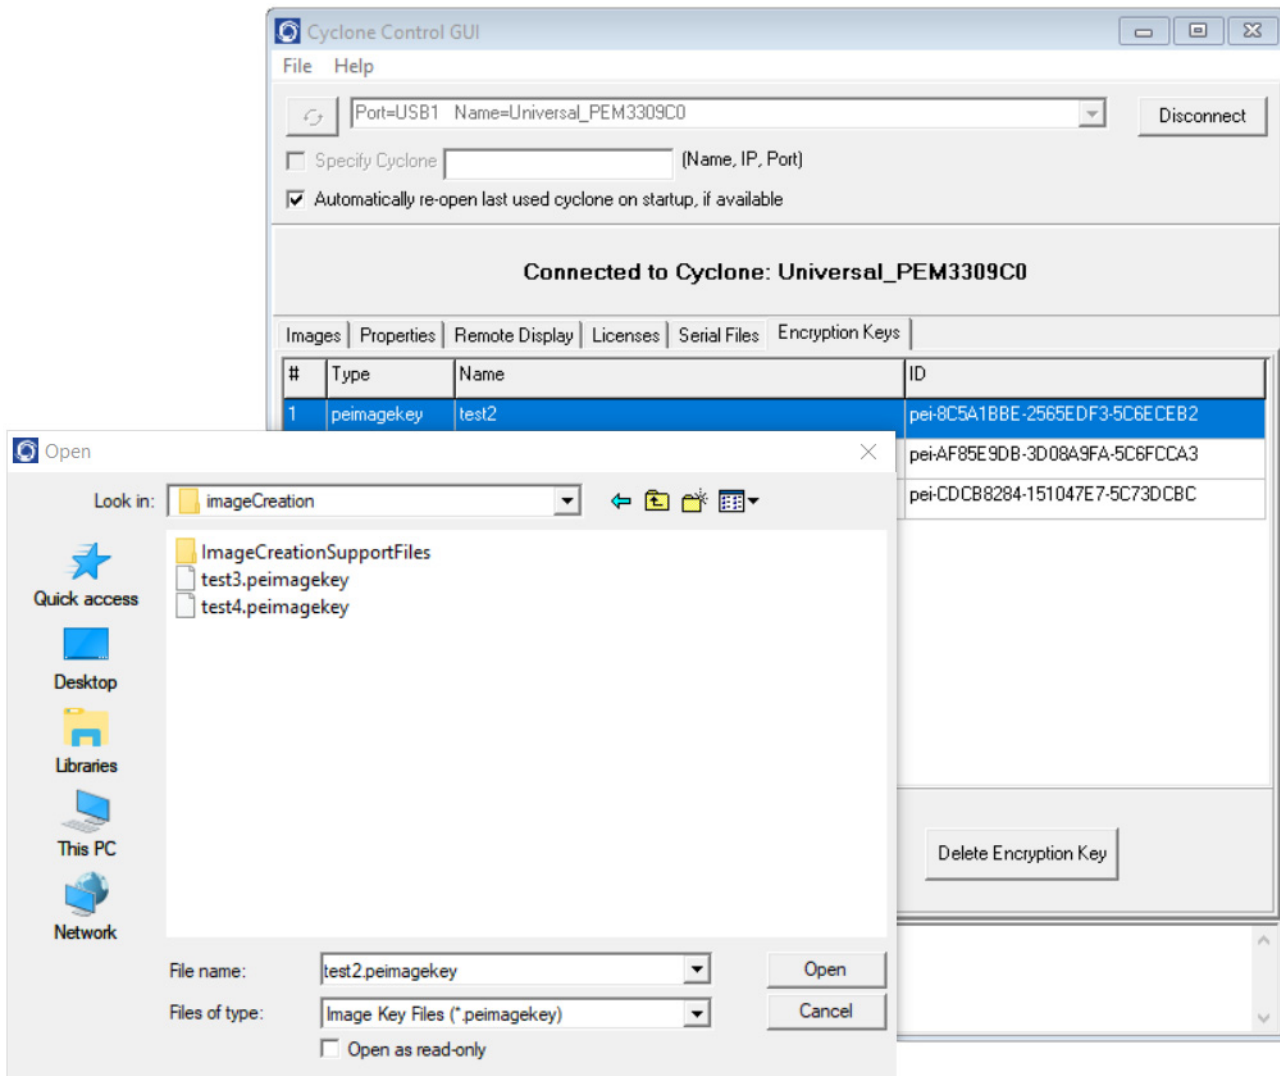 Cyclone Control GUI
File Help
Port=USB1 Name=Universal_PEM3309C0
Disconnect
Specify Cyclone (Name, IP, Port)
Automatically re-open last used cyclone on startup, if available
Connected to Cyclone: Universal_PEM3309C0
Images Properties Remote Display Licenses Serial Files Encryption Keys
# Type Name ID
1 peimagekey test2 pei-8C5A1BBE-2565EDF3-5C6ECEB2
pei-AF85E9DB-3D08A9FA-5C6FCCA3
pei-CDCB8284-151047E7-5C73DCBC
Delete Encryption Key
Open
Look in: imageCreation
ImageCreationSupportFiles
test3.peimagekey
test4.peimagekey
Quick access
Desktop
Libraries
This PC
Network
File name: test2.peimagekey Open
Files of type: Image Key Files (*.peimagekey) Cancel
Open as read-only